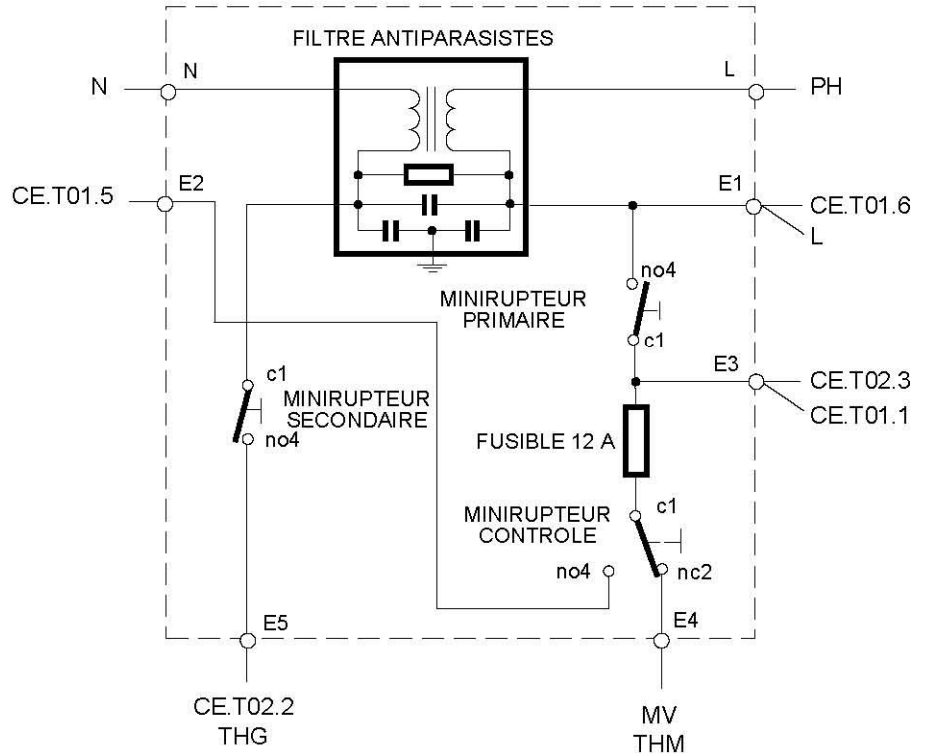 FILTRE ANTIPARASISTES
N
N
L
PH
CE.T01.5
E2
E1
CE.T01.6
L
no4
MINIRUPTEUR
PRIMAIRE
c1
E3
CE.T02.3
CE.T01.1
c1
MINIRUPTEUR
SECONDAIRE
no4
FUSIBLE 12 A
c1
MINIRUPTEUR
CONTROLE
no4
nc2
E5
E4
CE.T02.2
THG
MV
THM